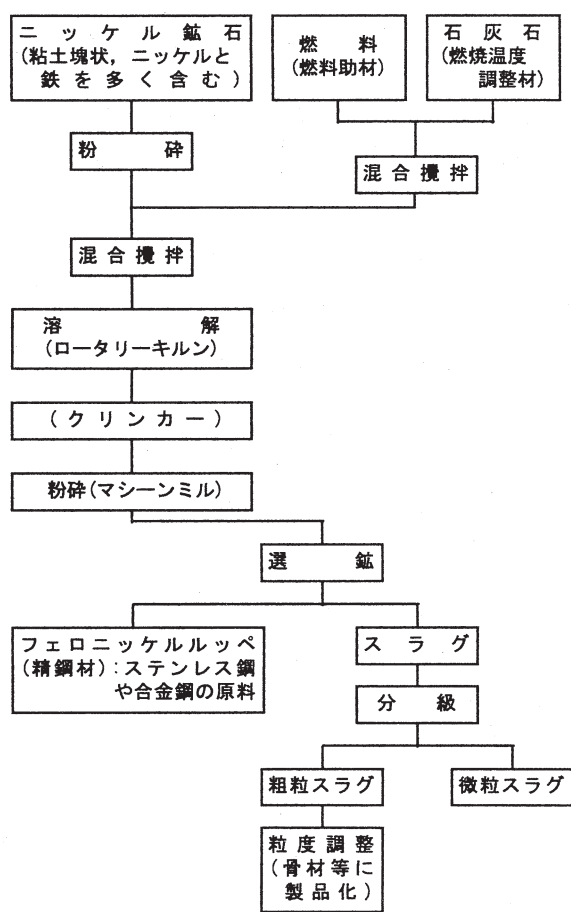 ニッケル鉱石
(粘土塊状，ニッケルと
鉄を多く含む)
燃料
(燃料助材)
石灰石
(燃焼温度
調整材)
粉砕
混合攪拌
混合攪拌
溶解
(ロータリーキルン)
(クリンカー)
粉砕(マシーンミル)
選鉱
フェロニッケルルッペ
(精鋼材):ステンレス鋼
や合金鋼の原料
スラグ
分級
粗粒スラグ
微粒スラグ
粒度調整
(骨材等に
製品化)